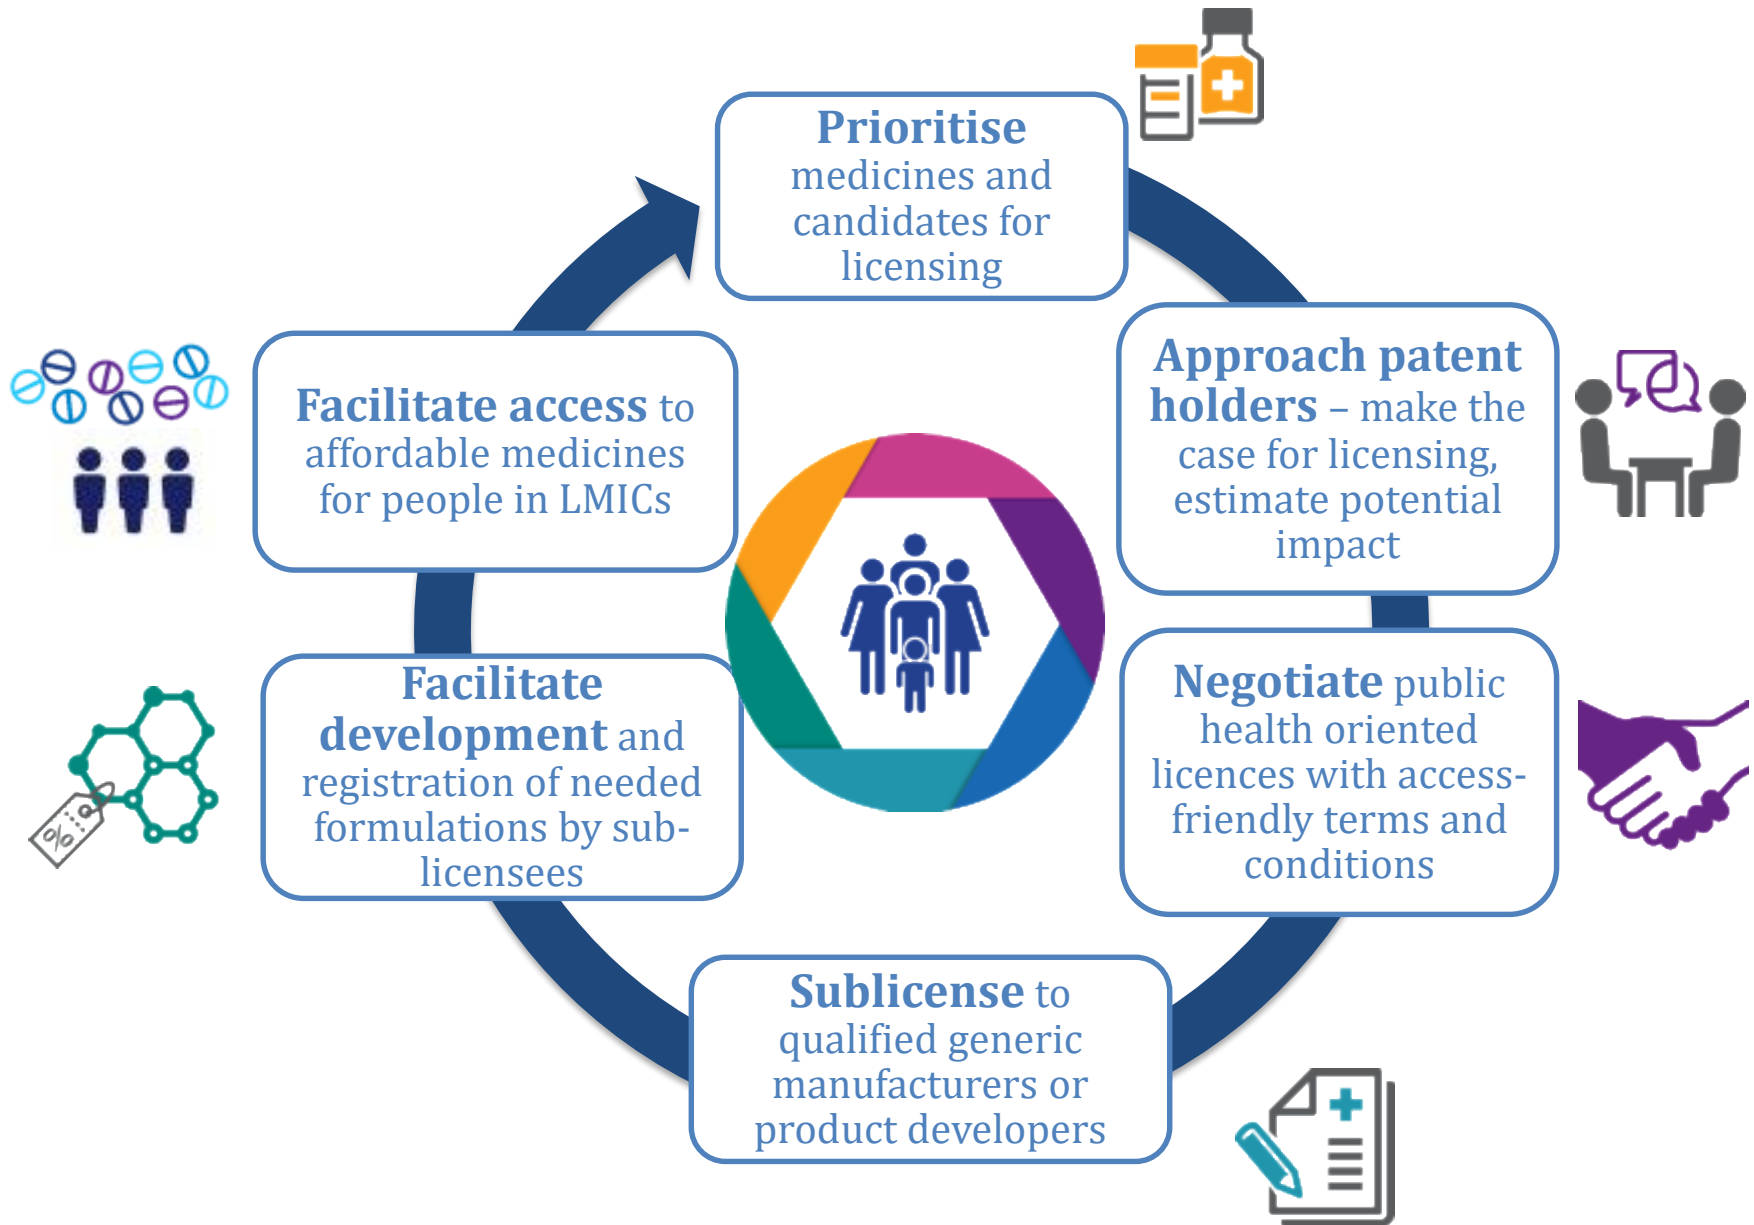 Prioritise
medicines and
candidates for
licensing
Approach patent
holders – make the
case for licensing,
estimate potential
impact
Negotiate public
health oriented
licences with access-
friendly terms and
conditions
Sublicense to
qualified generic
manufacturers or
product developers
Facilitate
development and
registration of needed
formulations by sub-
licensees
%
Facilitate access to
affordable medicines
for people in LMICs